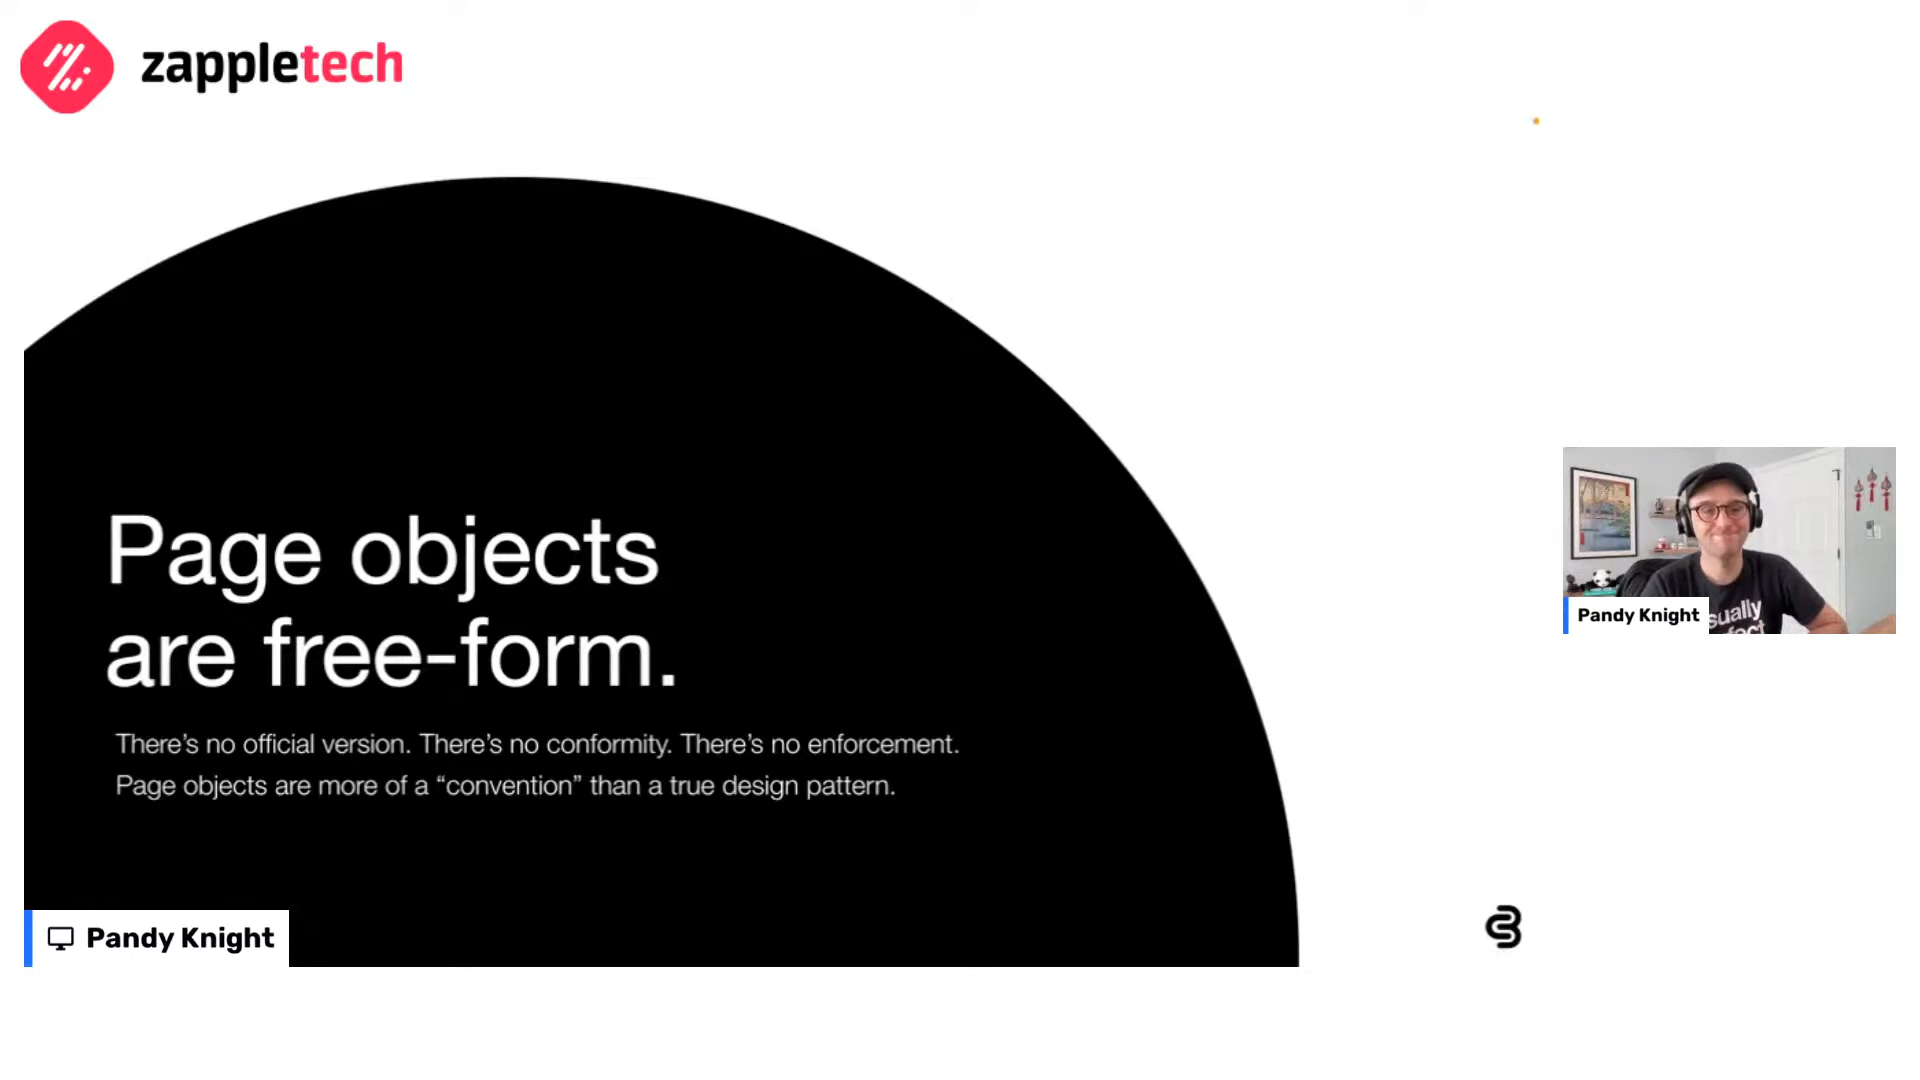 zappletech
Page objects
are free-form.
There’s no official version. There’s no conformity. There’s no enforcement.
Page objects are more of a “convention” than a true design pattern.
Pandy Knight
Pandy Knight